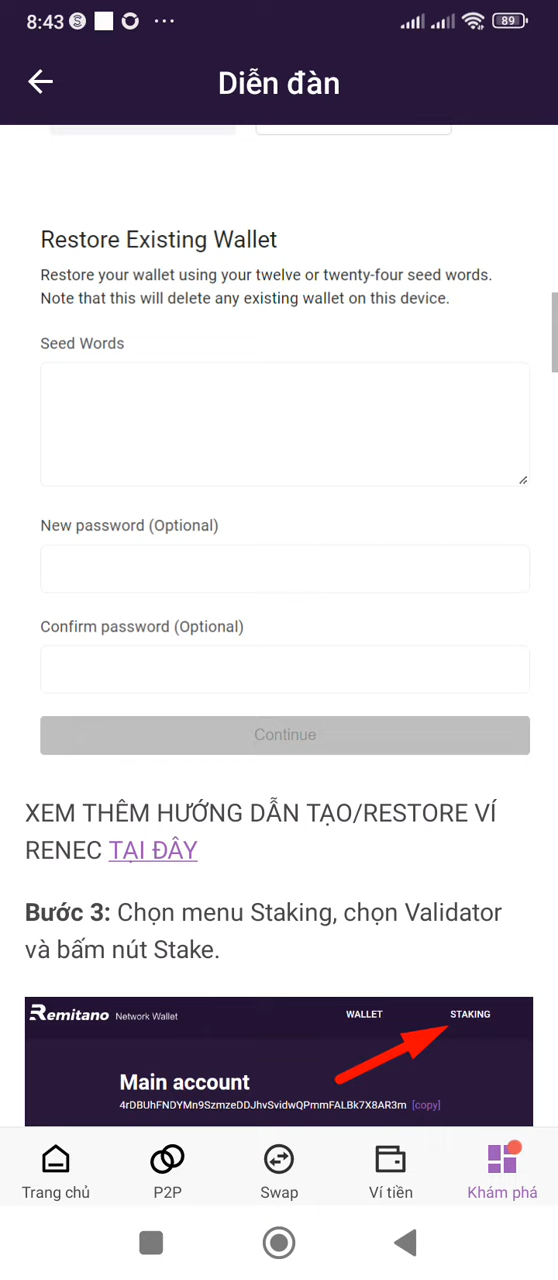 8:43
89
Diễn đàn
Restore Existing Wallet
Restore your wallet using your twelve or twenty-four seed words.
Note that this will delete any existing wallet on this device.
Seed Words
New password (Optional)
Confirm password (Optional)
Continue
XEM THÊM HƯỚNG DẪN TẠO/RESTORE VÍ
RENEC TẠI ĐÂY
Bước 3: Chọn menu Staking, chọn Validator
và bấm nút Stake.
Remitano Network Wallet WALLET STAKING
Main account
4rDBUhFNDYMn9SzmzeDDJhvSvidwQPmmFALBk7X8AR3m [copy]
Trang chủ P2P Swap Ví tiền Khám phá